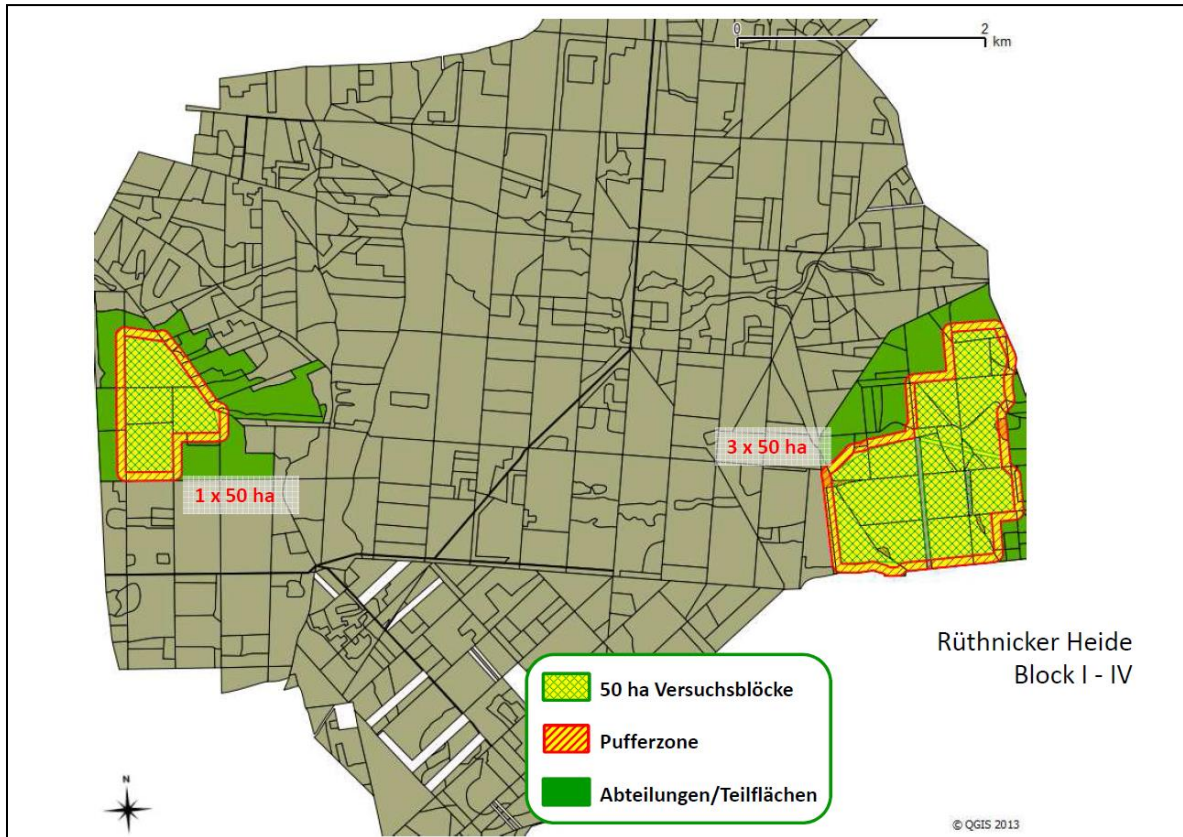 0 2
km
3 x 50 ha
1 x 50 ha
Rüthnicker Heide
Block I - IV
50 ha Versuchsblöcke
Pufferzone
Abteilungen/Teilflächen
N
© QGIS 2013